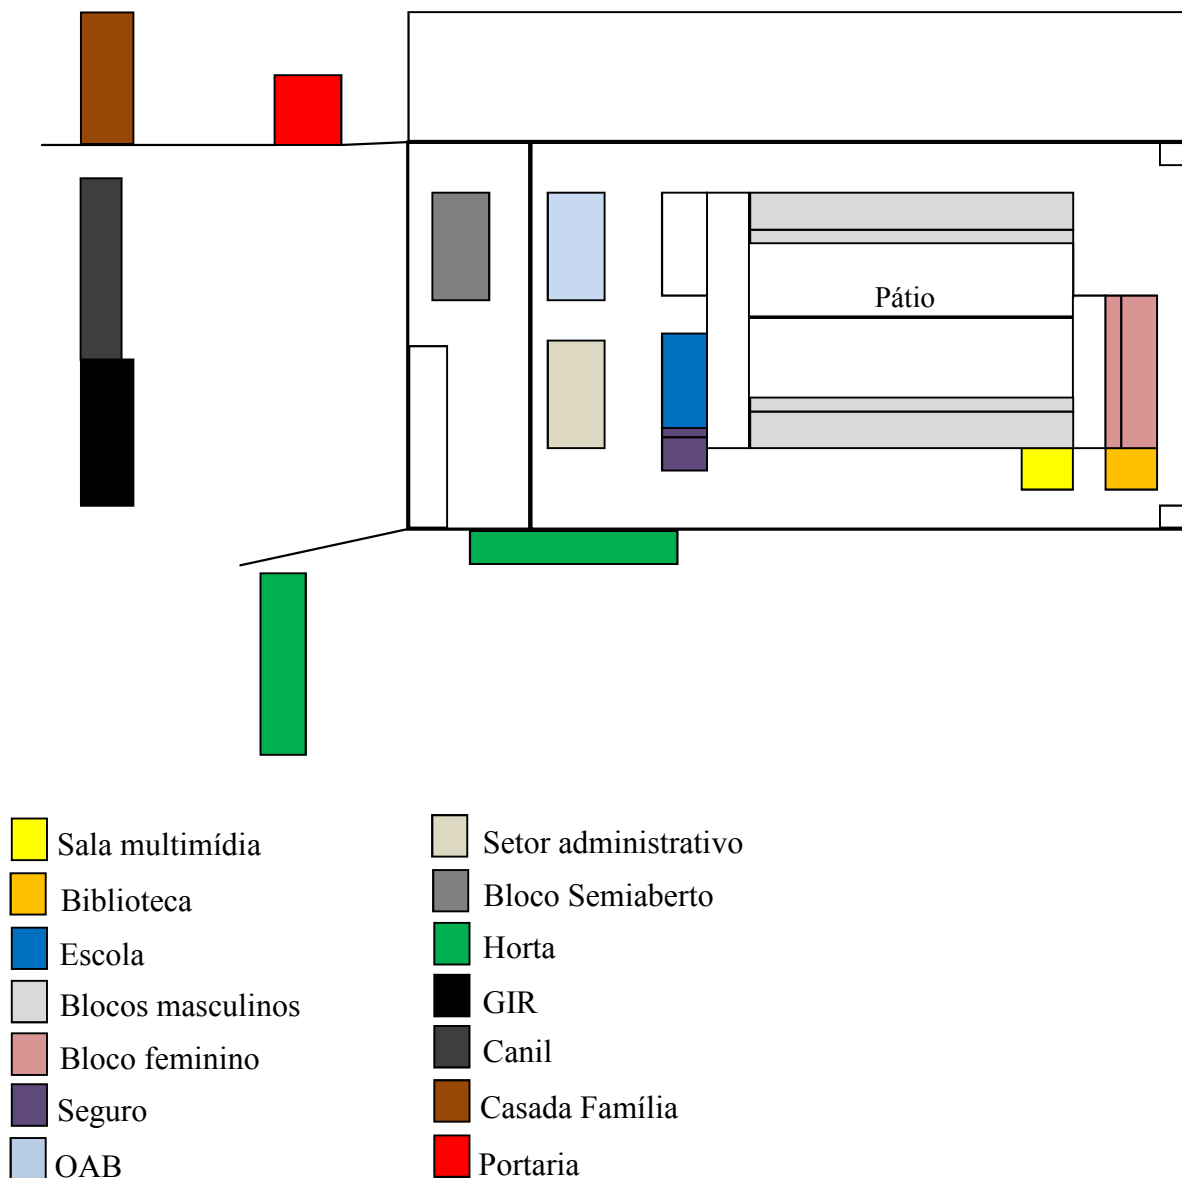 Pátio
Sala multimídia
Biblioteca
Escola
Blocos masculinos
Bloco feminino
Seguro
OAB
Setor administrativo
Bloco Semiaberto
Horta
GIR
Canil
Casada Família
Portaria